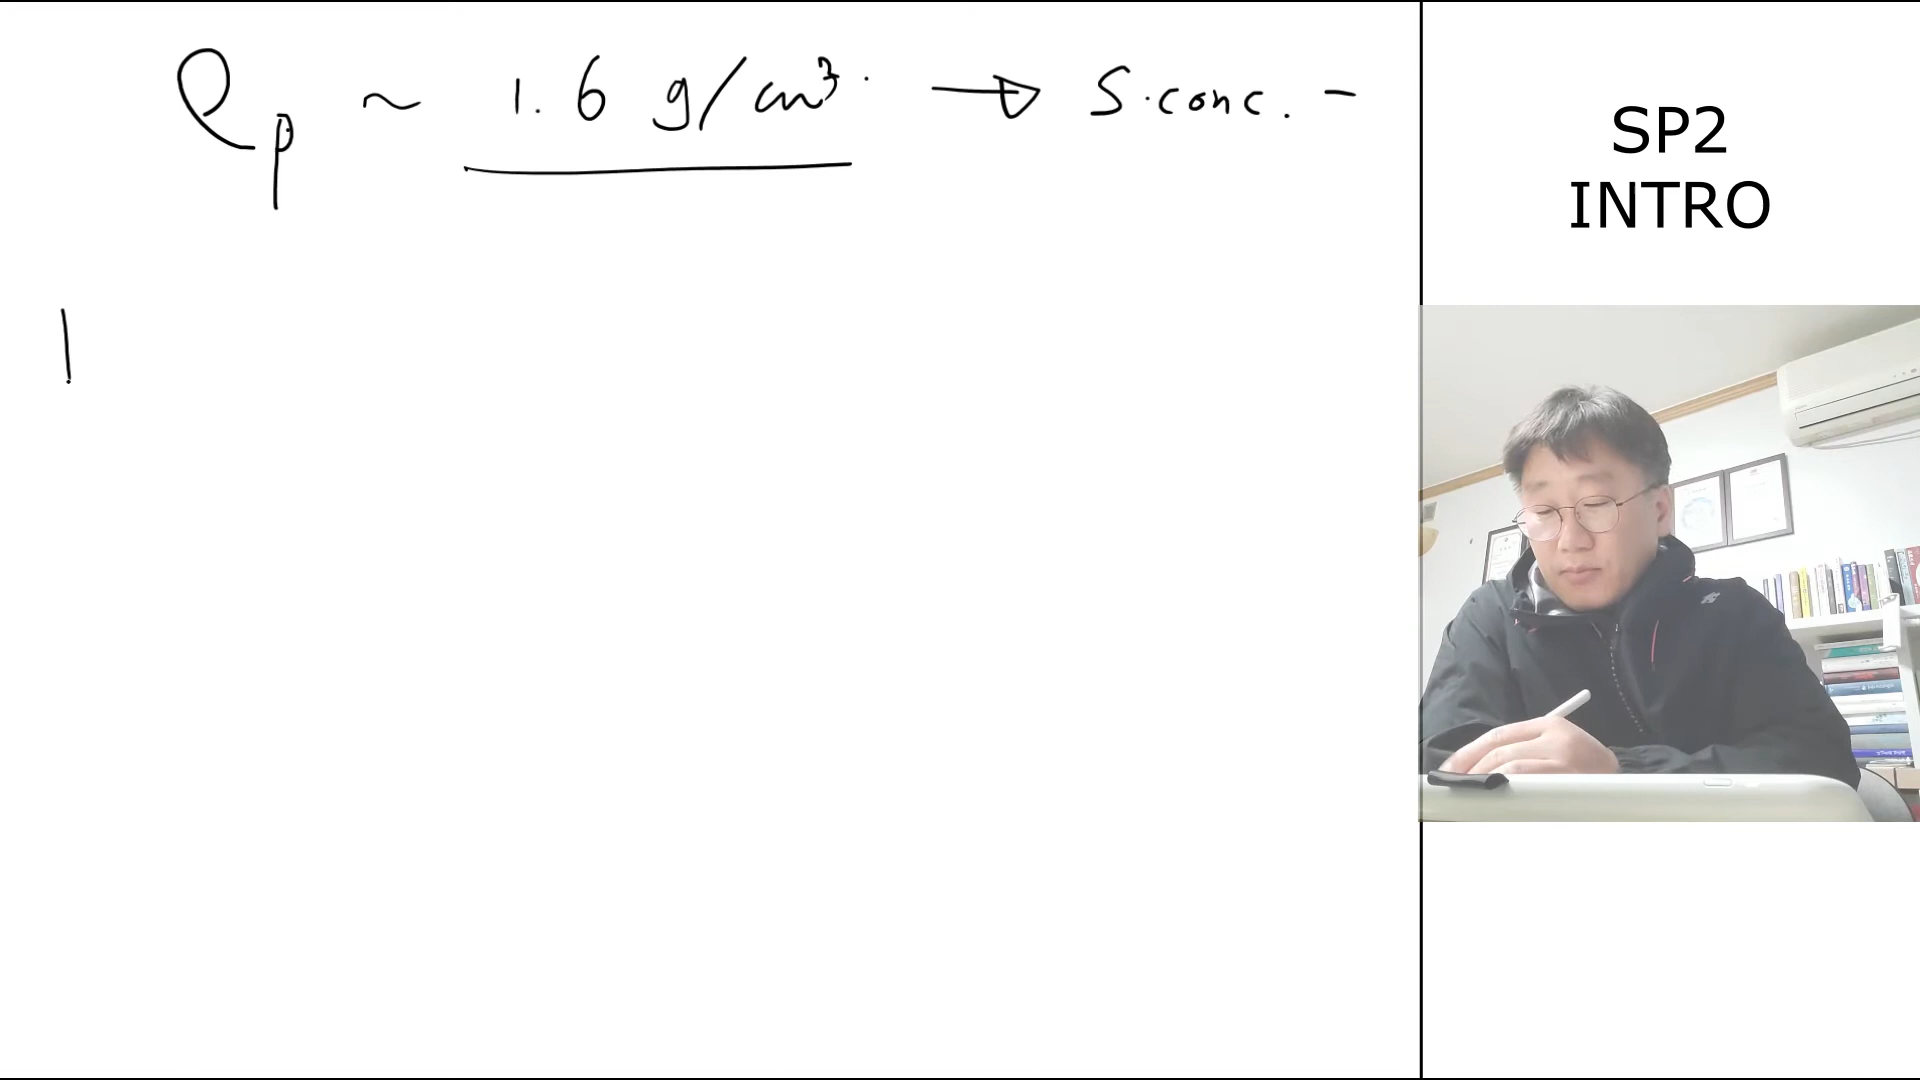 ρp ~ 1.6 g/cm³. → S.conc. -
SP2
INTRO